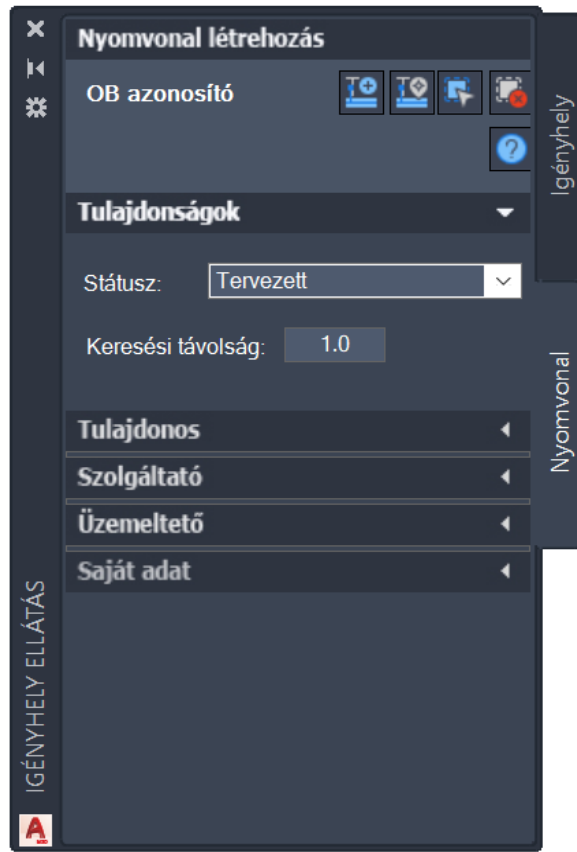 Nyomvonal létrehozás
OB azonosító
Tulajdonságok
Státusz: Tervezett
Keresési távolság: 1.0
Tulajdonos
Szolgáltató
Üzemeltető
Saját adat
Igényhely
Nyomvonal
IGÉNYHELY ELLÁTÁS